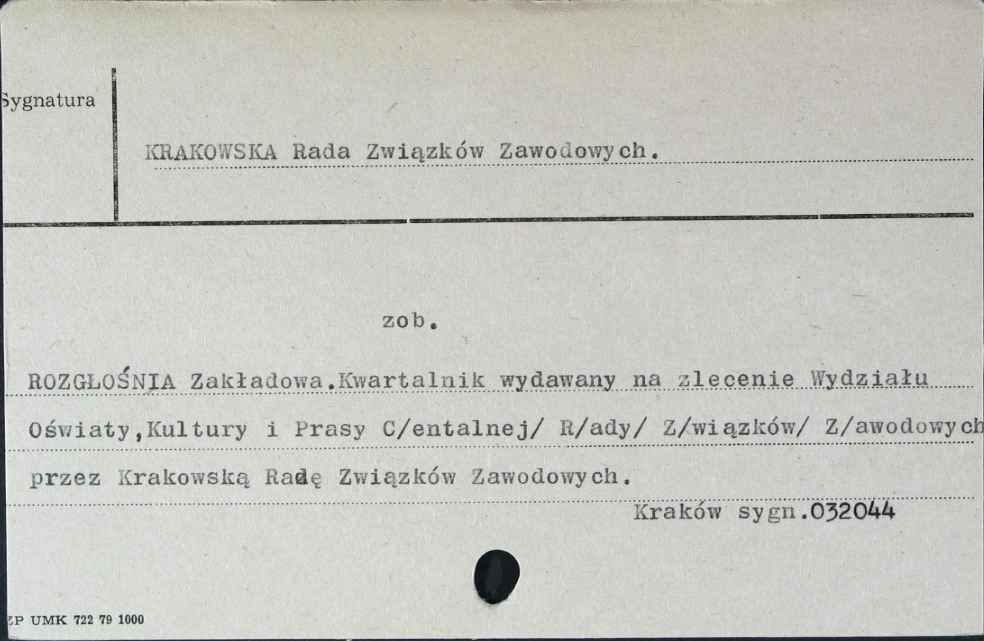 Sygnatura
KRAKOWSKA Rada Związków Zawodowych.
zob.
ROZGŁOŚNIA Zakładowa.Kwartalnik wydawany na zlecenie Wydziału
Oświaty,Kultury i Prasy C/entalnej/ R/ady/ Z/wiązków/ Z/awodowych
przez Krakowską Radę Związków Zawodowych.
Kraków sygn.032044
ZP UMK 722 79 1000